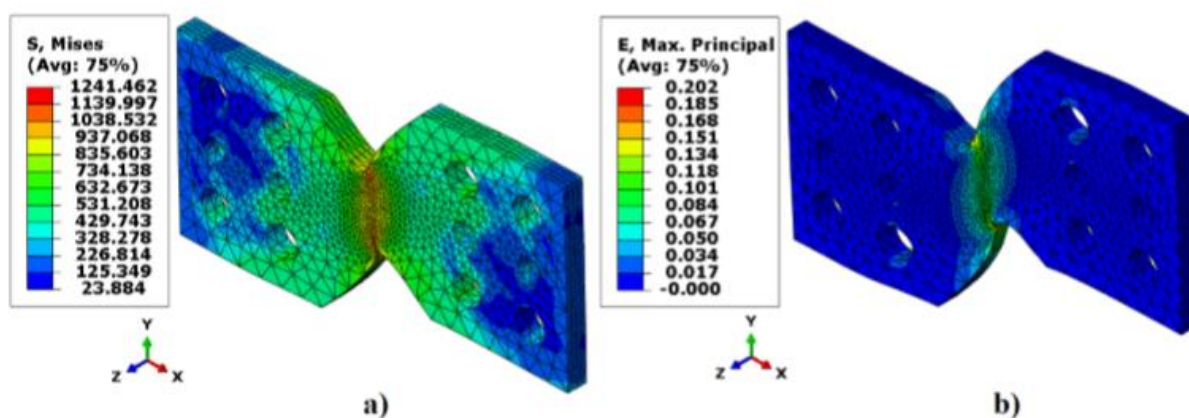 S, Mises
(Avg: 75%)
1241.462
1139.997
1038.532
937.068
835.603
734.138
632.673
531.208
429.743
328.278
226.814
125.349
23.884
Y
Z
X
a)
E, Max. Principal
(Avg: 75%)
0.202
0.185
0.168
0.151
0.134
0.118
0.101
0.084
0.067
0.050
0.034
0.017
-0.000
Y
Z
X
b)